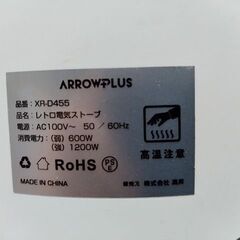 ARROWPLUS
品番: XR-D455
品名: レトロ電気ストーブ
電源: AC100V～ 50／60Hz
消費電力: (弱) 600W
(強) 1200W
高温注意
RoHS
PS
E
MADE IN CHINA
株式会社